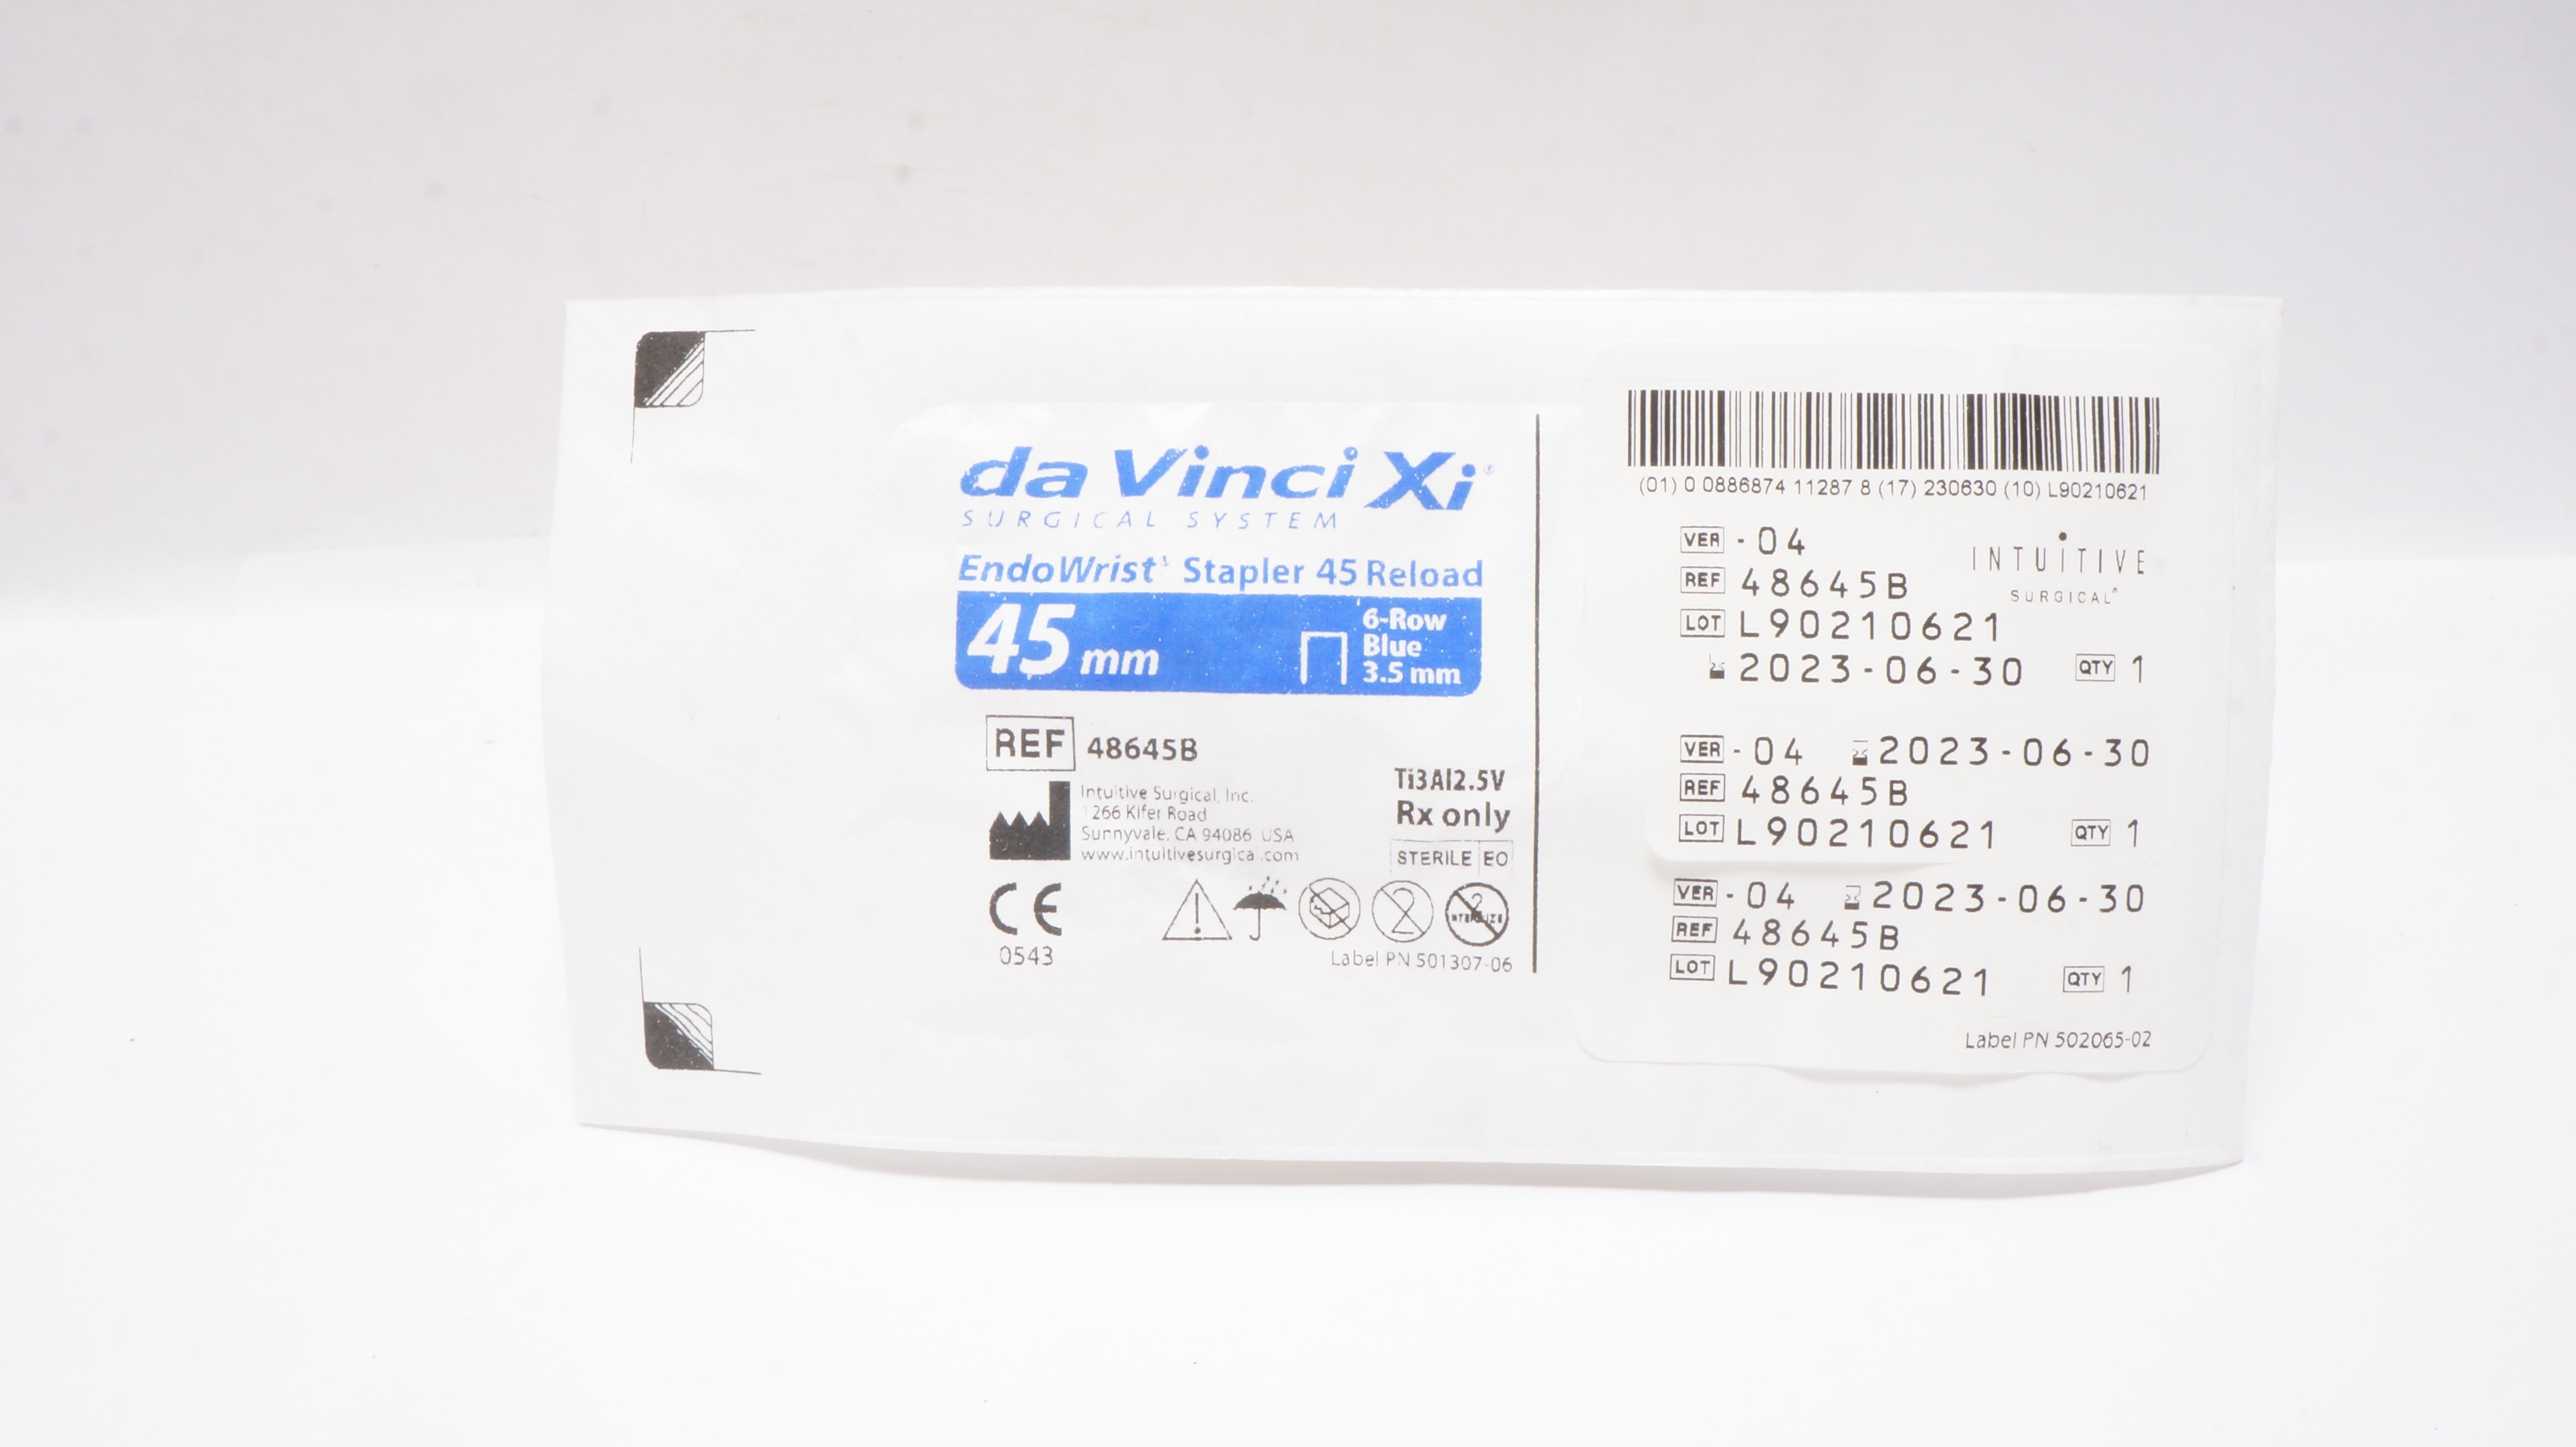 da Vinci Xi®
SURGICAL SYSTEM
EndoWrist® Stapler 45 Reload
45 mm
6-Row
Blue
3.5 mm
REF 48645B
Intuitive Surgical, Inc.
1266 Kifer Road
Sunnyvale, CA 94086 USA
www.intuitivesurgical.com
Ti3Al2.5V
Rx only
STERILE EO
CE
0543
2
2
Label PN 501307-06
(01) 0 0886874 11287 8 (17) 230630 (10) L90210621
VER -04
INTUITIVE
SURGICAL®
REF 48645B
LOT L90210621
2023-06-30 QTY 1
VER -04 2023-06-30
REF 48645B
LOT L90210621 QTY 1
VER -04 2023-06-30
REF 48645B
LOT L90210621 QTY 1
Label PN 502065-02